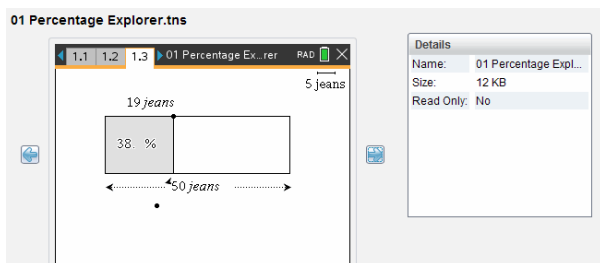 01 Percentage Explorer.tns
1.1 1.2 1.3 01 Percentage Ex...rer RAD
5 jeans
19 jeans
38. %
50 jeans
Details
Name: 01 Percentage Expl...
Size: 12 KB
Read Only: No